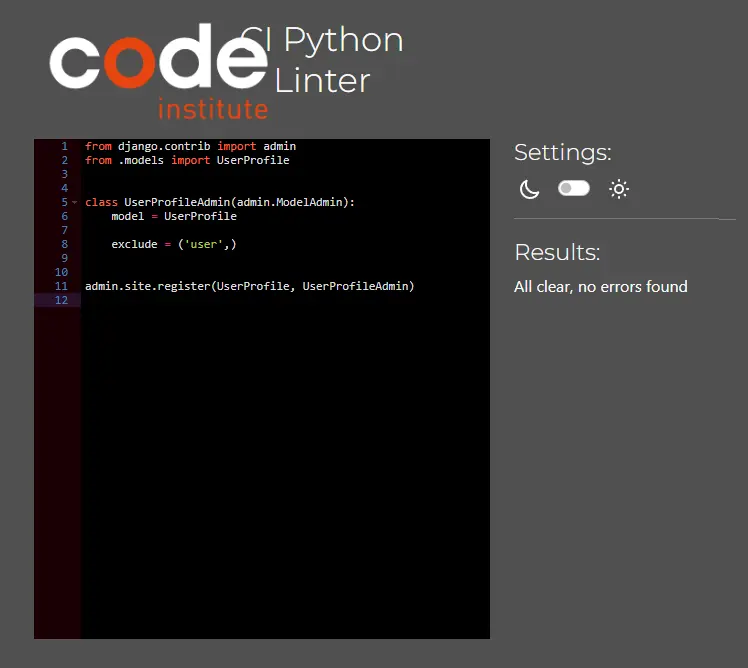 code
institute
CI Python
Linter
1 from django.contrib import admin
2 from .models import UserProfile
3
4
5 class UserProfileAdmin(admin.ModelAdmin):
6     model = UserProfile
7
8     exclude = ('user',)
9
10
11 admin.site.register(UserProfile, UserProfileAdmin)
12
Settings:
Results:
All clear, no errors found